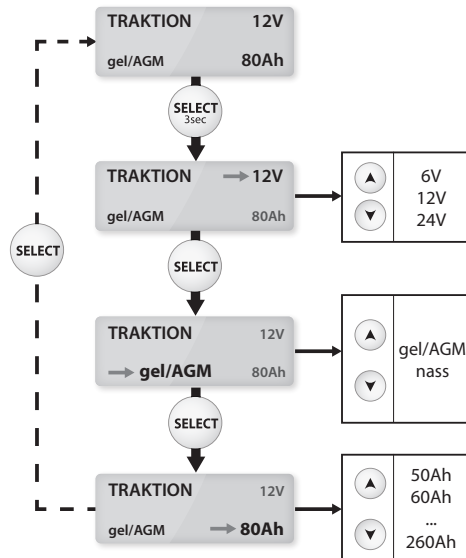 TRAKTION 12V
gel/AGM 80Ah
SELECT
3sec
TRAKTION 12V
gel/AGM 80Ah
6V
12V
24V
SELECT
SELECT
TRAKTION 12V
gel/AGM 80Ah
gel/AGM
nass
SELECT
TRAKTION 12V
gel/AGM 80Ah
50Ah
60Ah
...
260Ah